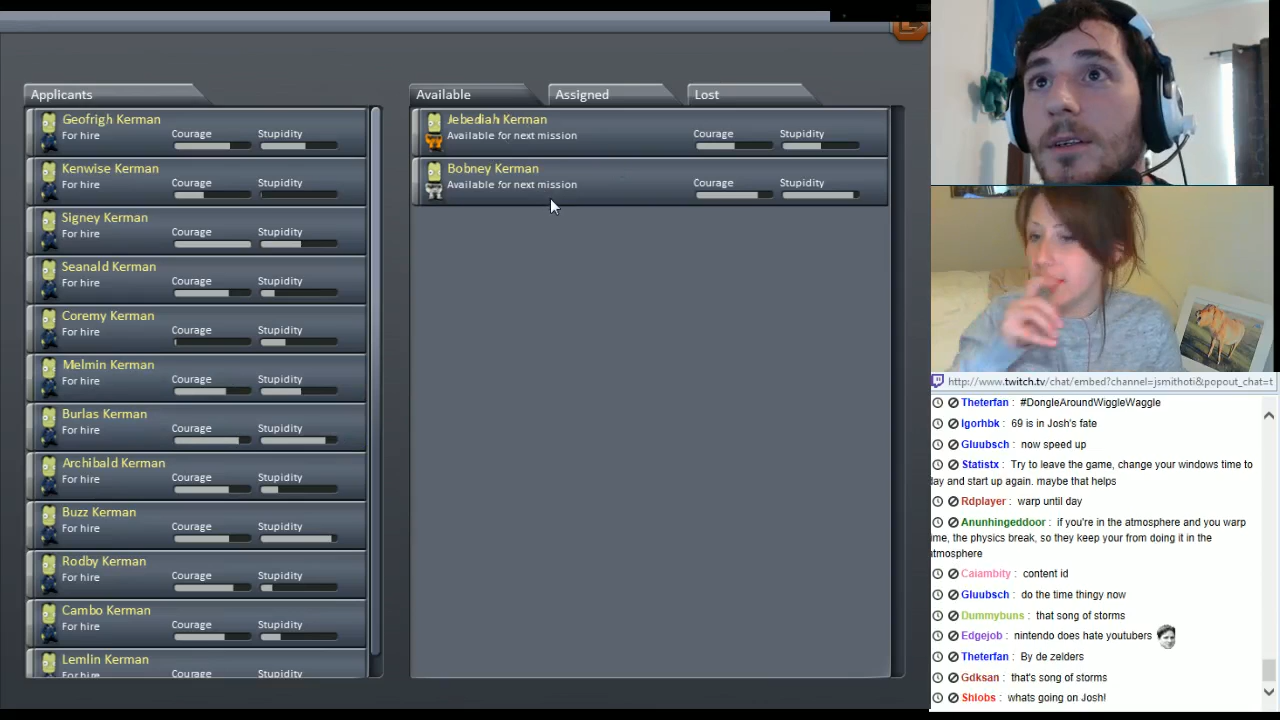 Applicants
Geofrigh Kerman
For hire
Courage
Stupidity
Kenwise Kerman
For hire
Courage
Stupidity
Signey Kerman
For hire
Courage
Stupidity
Seanald Kerman
For hire
Courage
Stupidity
Coremy Kerman
For hire
Courage
Stupidity
Melmin Kerman
For hire
Courage
Stupidity
Burlas Kerman
For hire
Courage
Stupidity
Archibald Kerman
For hire
Courage
Stupidity
Buzz Kerman
For hire
Courage
Stupidity
Rodby Kerman
For hire
Courage
Stupidity
Cambo Kerman
For hire
Courage
Stupidity
Lemlin Kerman
For hire
Courage
Stupidity
Available
Assigned
Lost
Jebediah Kerman
Available for next mission
Courage
Stupidity
Bobney Kerman
Available for next mission
Courage
Stupidity
http://www.twitch.tv/chat/embed?channel=jsmithoti&popout_chat=t
Theterfan : #DongleAroundWiggleWaggle
Igorhbk : 69 is in Josh's fate
Gluubsch : now speed up
Statistx : Try to leave the game, change your windows time to
day and start up again. maybe that helps
Rdplayer : warp until day
Anunhingeddoor : if you're in the atmosphere and you warp
ime, the physics break, so they keep your from doing it in the
atmosphere
Caiambity : content id
Gluubsch : do the time thingy now
Dummybuns : that song of storms
Edgejob : nintendo does hate youtubers
Theterfan : By de zelders
Gdksan : that's song of storms
Shlobs : whats going on Josh!